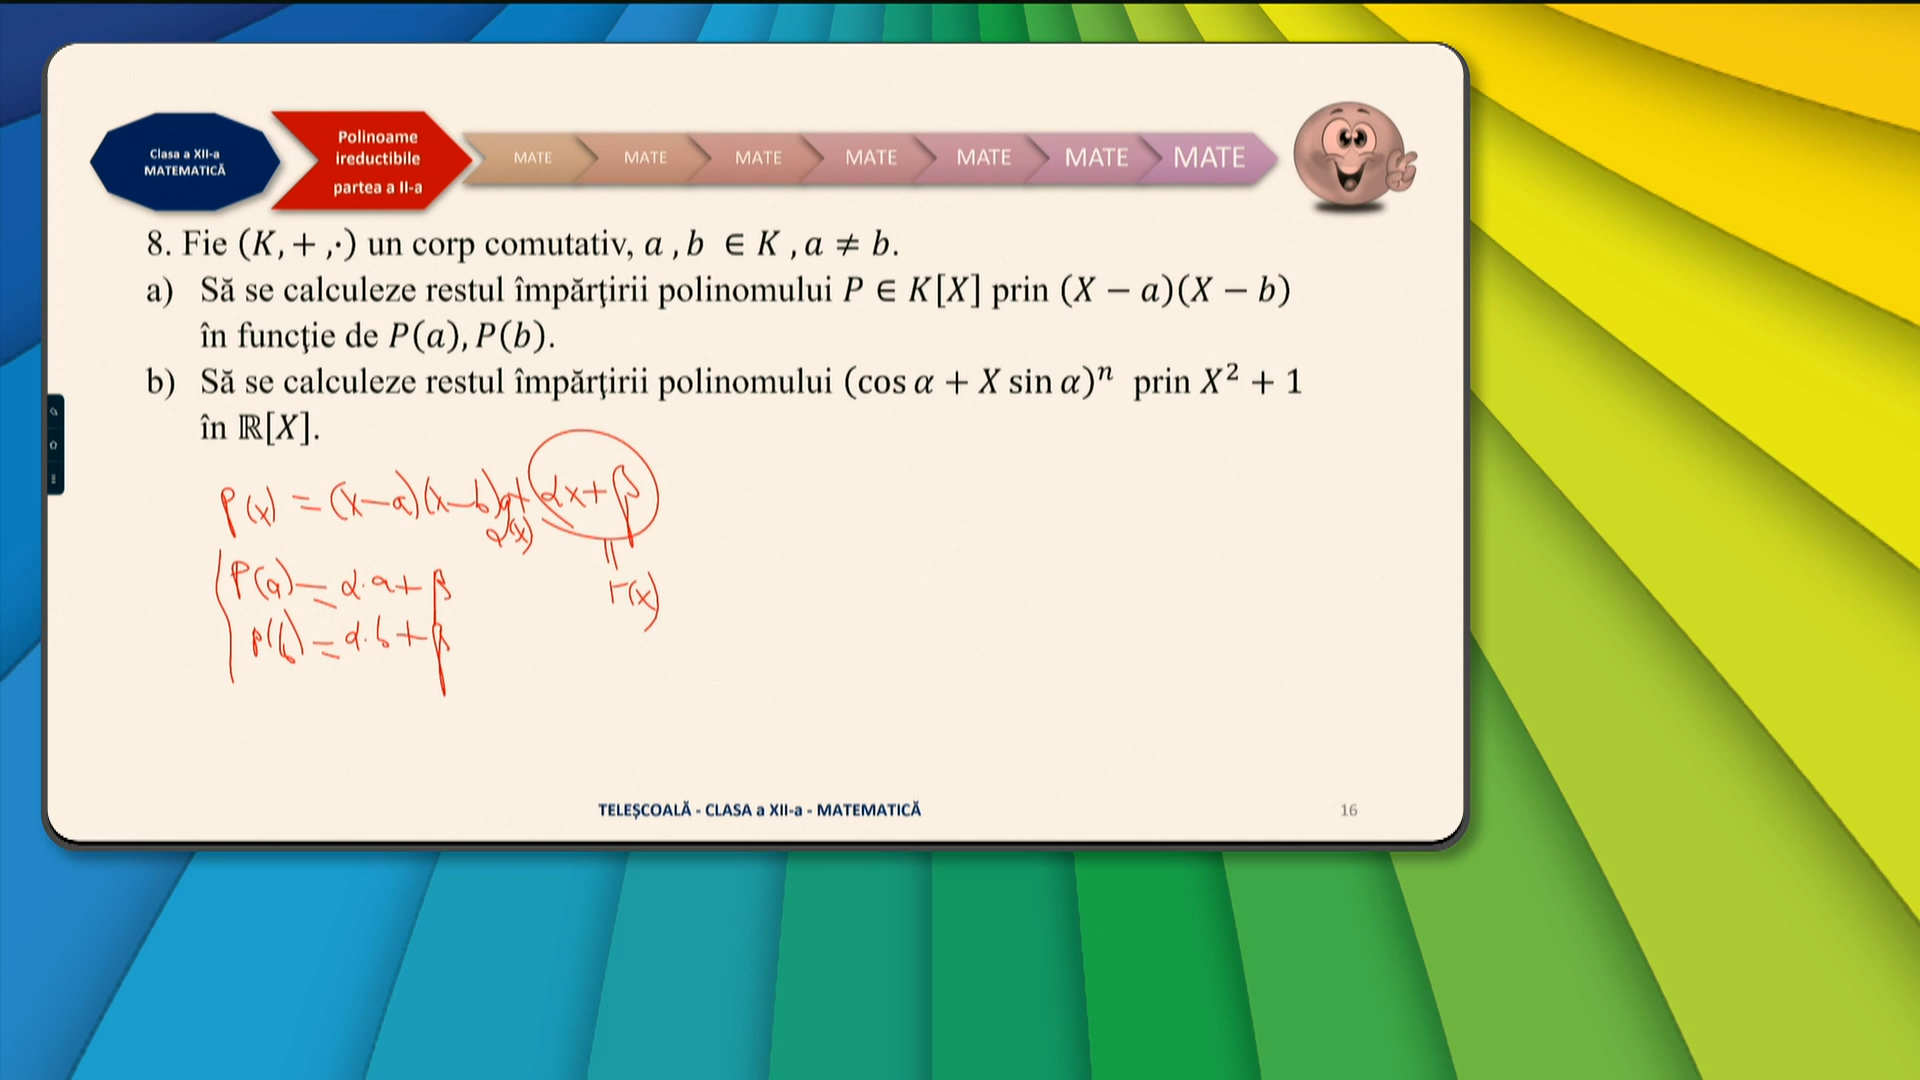 Clasa a XII-a
MATEMATICĂ
Polinoame
ireductibile
partea a II-a
MATE MATE MATE MATE MATE MATE MATE
8. Fie (K, + ,·) un corp comutativ, a , b ∈ K , a ≠ b.
a) Să se calculeze restul împărţirii polinomului P ∈ K[X] prin (X − a)(X − b)
în funcţie de P(a), P(b).
b) Să se calculeze restul împărţirii polinomului (cos α + X sin α)ⁿ prin X² + 1
în ℝ[X].
P(x) = (x-a)(x-b) + αx+β
q(x)
=
P(a) = α·a+β
r(x)
P(b) = α·b+β
TELEŞCOALĂ - CLASA a XII-a - MATEMATICĂ
16